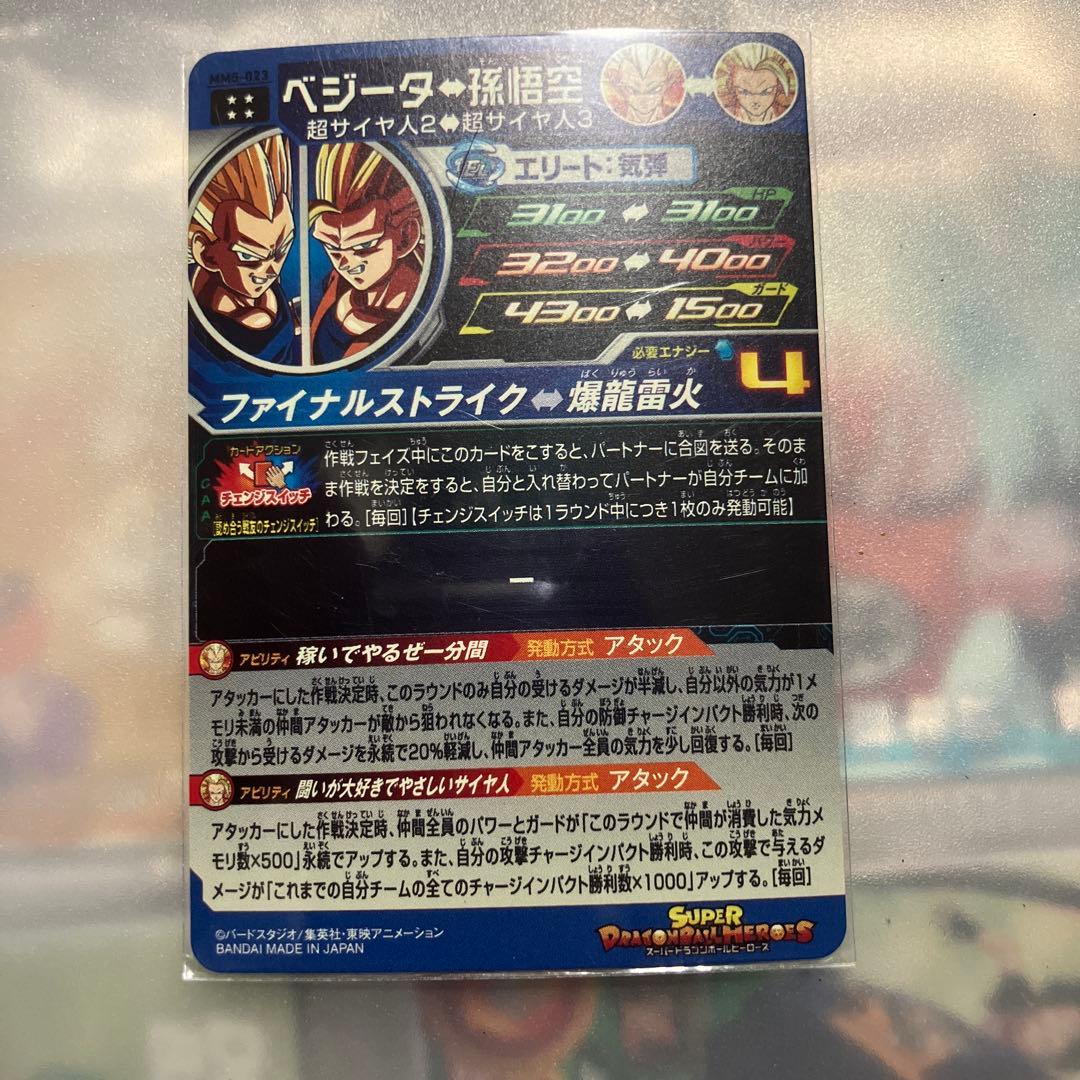 MM5-023
★★
★★
ベジータ⇔孫悟空
超サイヤ人2⇔超サイヤ人3
エリート:気弾
HP
3100⇔3100
パワー
3200⇔4000
ガード
4300⇔1500
必要エナジー 4
ファイナルストライク⇔爆龍雷火
カードアクション
チェンジスイッチ
[認め合う戦友のチェンジスイッチ]
CAA
作戦フェイズ中にこのカードをこすると、パートナーに合図を送る。そのま
ま作戦を決定をすると、自分と入れ替わってパートナーが自分チームに加
わる。[毎回]【チェンジスイッチは1ラウンド中につき1枚のみ発動可能】
ー
アビリティ 稼いでやるぜ一分間 発動方式 アタック
アタッカーにした作戦決定時、このラウンドのみ自分の受けるダメージが半減し、自分以外の気力が1メ
モリ未満の仲間アタッカーが敵から狙われなくなる。また、自分の防御チャージインパクト勝利時、次の
攻撃から受けるダメージを永続で20%軽減し、仲間アタッカー全員の気力を少し回復する。[毎回]
アビリティ 闘いが大好きでやさしいサイヤ人 発動方式 アタック
アタッカーにした作戦決定時、仲間全員のパワーとガードが「このラウンドで仲間が消費した気力メ
モリ数×500」永続でアップする。また、自分の攻撃チャージインパクト勝利時、この攻撃で与えるダ
メージが「これまでの自分チームの全てのチャージインパクト勝利数×1000」アップする。[毎回]
©バードスタジオ/集英社・東映アニメーション
BANDAI MADE IN JAPAN
SUPER
DRAGONBALL HEROES
スーパードラゴンボールヒーローズ